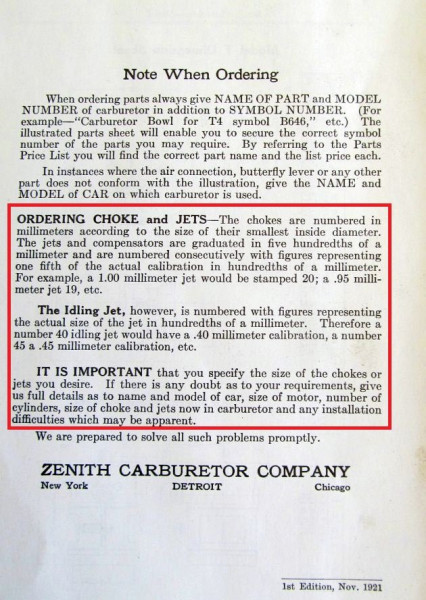 Note When Ordering
When ordering parts always give NAME OF PART and MODEL
NUMBER of carburetor in addition to SYMBOL NUMBER. (For
example—"Carburetor Bowl for T4 symbol B646," etc.) The
illustrated parts sheet will enable you to secure the correct symbol
number of the parts you may require. By referring to the Parts
Price List you will find the correct part name and the list price each.
In instances where the air connection, butterfly lever or any other
part does not conform with the illustration, give the NAME and
MODEL of CAR on which carburetor is used.
ORDERING CHOKE and JETS—The chokes are numbered in
millimeters according to the size of their smallest inside diameter.
The jets and compensators are graduated in five hundredths of a
millimeter and are numbered consecutively with figures representing
one fifth of the actual calibration in hundredths of a millimeter.
For example, a 1.00 millimeter jet would be stamped 20; a .95 milli-
meter jet 19, etc.
The Idling Jet, however, is numbered with figures representing
the actual size of the jet in hundredths of a millimeter. Therefore a
number 40 idling jet would have a .40 millimeter calibration, a number
45 a .45 millimeter calibration, etc.
IT IS IMPORTANT that you specify the size of the chokes or
jets you desire. If there is any doubt as to your requirements, give
us full details as to name and model of car, size of motor, number of
cylinders, size of choke and jets now in carburetor and any installation
difficulties which may be apparent.
We are prepared to solve all such problems promptly.
ZENITH CARBURETOR COMPANY
New York DETROIT Chicago
1st Edition, Nov. 1921